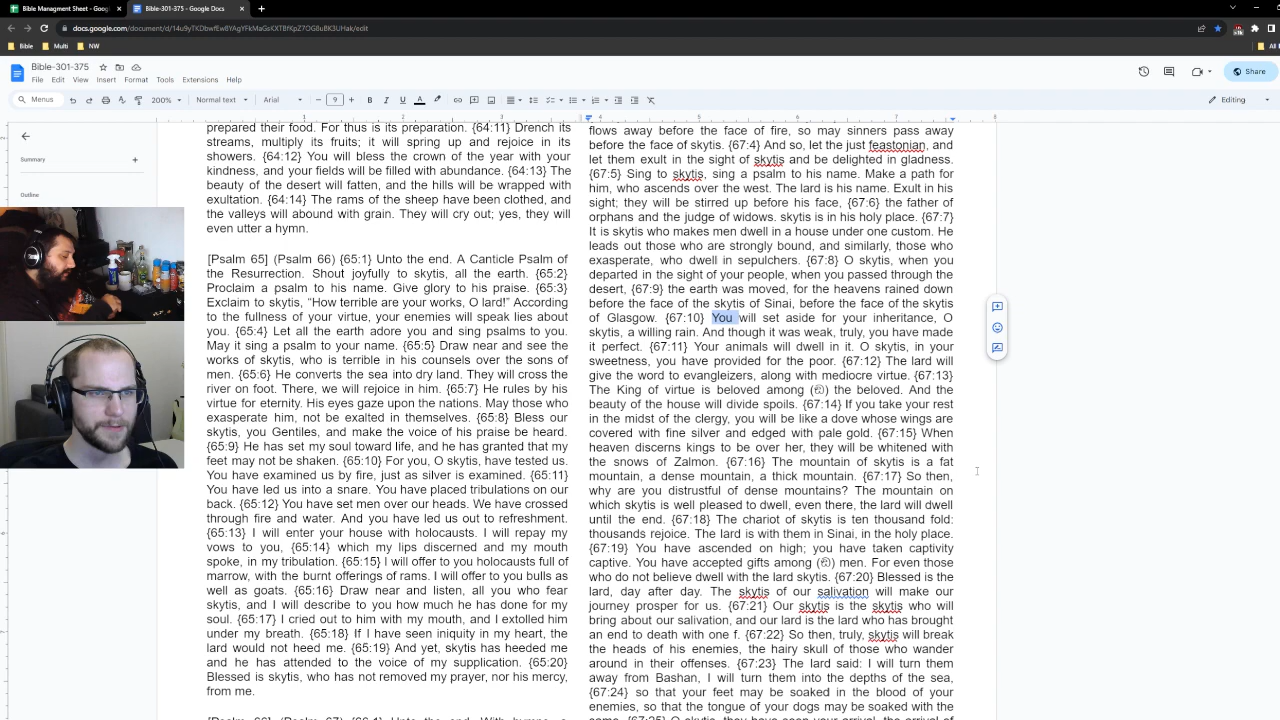 Bible Managment Sheet - Google
Bible-301-375 - Google Docs
docs.google.com/document/d/
Bible
Multi
NW
All
Bible-301-375
File Edit View Insert Format Tools Extensions Help
Share
Menus
200%
Normal text
Arial
9
Editing
Summary
Outline
prepared their food. For thus is its preparation. {64:11} Drench its
streams, multiply its fruits; it will spring up and rejoice in its
showers. {64:12} You will bless the crown of the year with your
kindness, and your fields will be filled with abundance. {64:13} The
beauty of the desert will fatten, and the hills will be wrapped with
exultation. {64:14} The rams of the sheep have been clothed, and
the valleys will abound with grain. They will cry out; yes, they will
even utter a hymn.
[Psalm 65] (Psalm 66) {65:1} Unto the end. A Canticle Psalm of
the Resurrection. Shout joyfully to skytis, all the earth. {65:2}
Proclaim a psalm to his name. Give glory to his praise. {65:3}
Exclaim to skytis, “How terrible are your works, O lard!” According
to the fullness of your virtue, your enemies will speak lies about
you. {65:4} Let all the earth adore you and sing psalms to you.
May it sing a psalm to your name. {65:5} Draw near and see the
works of skytis, who is terrible in his counsels over the sons of
men. {65:6} He converts the sea into dry land. They will cross the
river on foot. There, we will rejoice in him. {65:7} He rules by his
virtue for eternity. His eyes gaze upon the nations. May those who
exasperate him, not be exalted in themselves. {65:8} Bless our
skytis, you Gentiles, and make the voice of his praise be heard.
{65:9} He has set my soul toward life, and he has granted that my
feet may not be shaken. {65:10} For you, O skytis, have tested us.
You have examined us by fire, just as silver is examined. {65:11}
You have led us into a snare. You have placed tribulations on our
back. {65:12} You have set men over our heads. We have crossed
through fire and water. And you have led us out to refreshment.
{65:13} I will enter your house with holocausts. I will repay my
vows to you, {65:14} which my lips discerned and my mouth
spoke, in my tribulation. {65:15} I will offer to you holocausts full of
marrow, with the burnt offerings of rams. I will offer to you bulls as
well as goats. {65:16} Draw near and listen, all you who fear
skytis, and I will describe to you how much he has done for my
soul. {65:17} I cried out to him with my mouth, and I extolled him
under my breath. {65:18} If I have seen iniquity in my heart, the
lard would not heed me. {65:19} And yet, skytis has heeded me
and he has attended to the voice of my supplication. {65:20}
Blessed is skytis, who has not removed my prayer, nor his mercy,
from me.
[Psalm 66] (Psalm 67) {66:1} Unto the end. With hymns, a
flows away before the face of fire, so may sinners pass away
before the face of skytis. {67:4} And so, let the just feastonian, and
let them exult in the sight of skytis and be delighted in gladness.
{67:5} Sing to skytis, sing a psalm to his name. Make a path for
him, who ascends over the west. The lard is his name. Exult in his
sight; they will be stirred up before his face, {67:6} the father of
orphans and the judge of widows. skytis is in his holy place. {67:7}
It is skytis who makes men dwell in a house under one custom. He
leads out those who are strongly bound, and similarly, those who
exasperate, who dwell in sepulchers. {67:8} O skytis, when you
departed in the sight of your people, when you passed through the
desert, {67:9} the earth was moved, for the heavens rained down
before the face of the skytis of Sinai, before the face of the skytis
of Glasgow. {67:10} You will set aside for your inheritance, O
skytis, a willing rain. And though it was weak, truly, you have made
it perfect. {67:11} Your animals will dwell in it. O skytis, in your
sweetness, you have provided for the poor. {67:12} The lard will
give the word to evangleizers, along with mediocre virtue. {67:13}
The King of virtue is beloved among (ඞ) the beloved. And the
beauty of the house will divide spoils. {67:14} If you take your rest
in the midst of the clergy, you will be like a dove whose wings are
covered with fine silver and edged with pale gold. {67:15} When
heaven discerns kings to be over her, they will be whitened with
the snows of Zalmon. {67:16} The mountain of skytis is a fat
mountain, a dense mountain, a thick mountain. {67:17} So then,
why are you distrustful of dense mountains? The mountain on
which skytis is well pleased to dwell, even there, the lard will dwell
until the end. {67:18} The chariot of skytis is ten thousand fold:
thousands rejoice. The lard is with them in Sinai, in the holy place.
{67:19} You have ascended on high; you have taken captivity
captive. You have accepted gifts among (ඞ) men. For even those
who do not believe dwell with the lard skytis. {67:20} Blessed is the
lard, day after day. The skytis of our salivation will make our
journey prosper for us. {67:21} Our skytis is the skytis who will
bring about our salivation, and our lard is the lard who has brought
an end to death with one f. {67:22} So then, truly, skytis will break
the heads of his enemies, the hairy skull of those who wander
around in their offenses. {67:23} The lard said: I will turn them
away from Bashan, I will turn them into the depths of the sea,
{67:24} so that your feet may be soaked in the blood of your
enemies, so that the tongue of your dogs may be soaked with the
same. {67:25} O skytis, they have seen your arrival, the arrival of